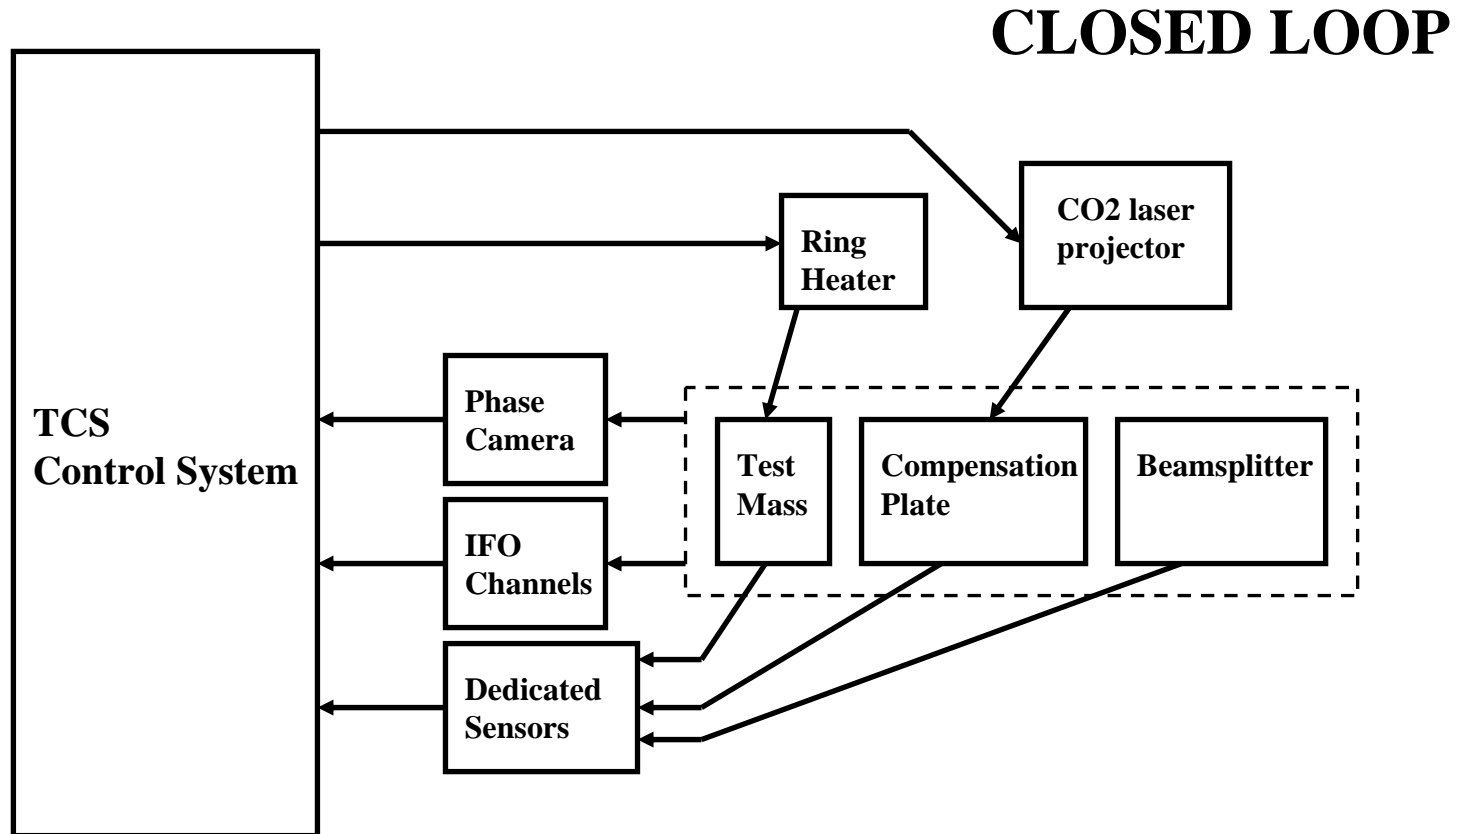 CLOSED LOOP
CO2 laser
projector
Ring
Heater
Phase
Camera
TCS
Control System
Test
Mass
Compensation
Plate
Beamsplitter
IFO
Channels
Dedicated
Sensors